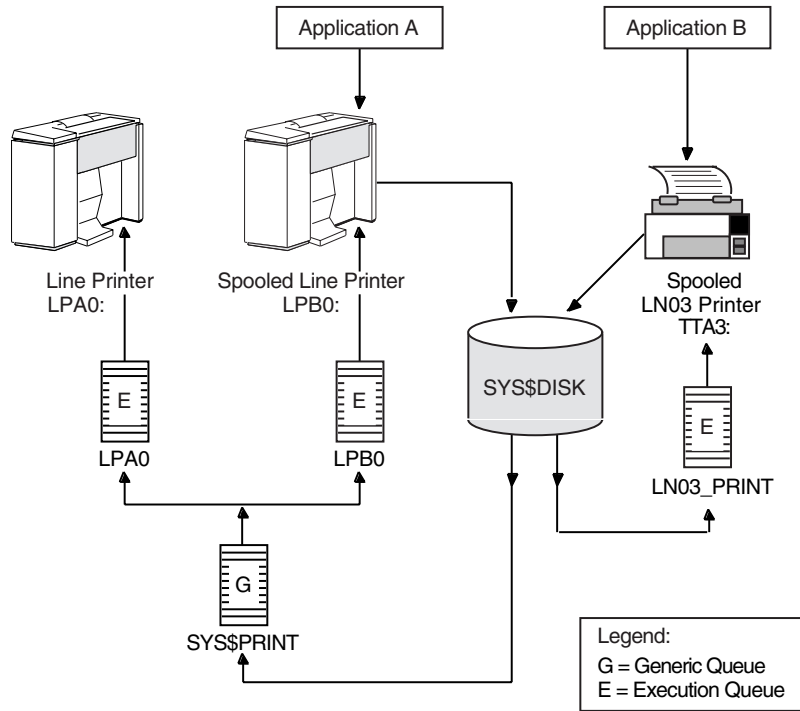 Application A
Application B
Line Printer
LPA0:
Spooled Line Printer
LPB0:
Spooled
LN03 Printer
TTA3:
SYS$DISK
E
LPA0
E
LPB0
E
LN03_PRINT
G
SYS$PRINT
Legend:
G = Generic Queue
E = Execution Queue